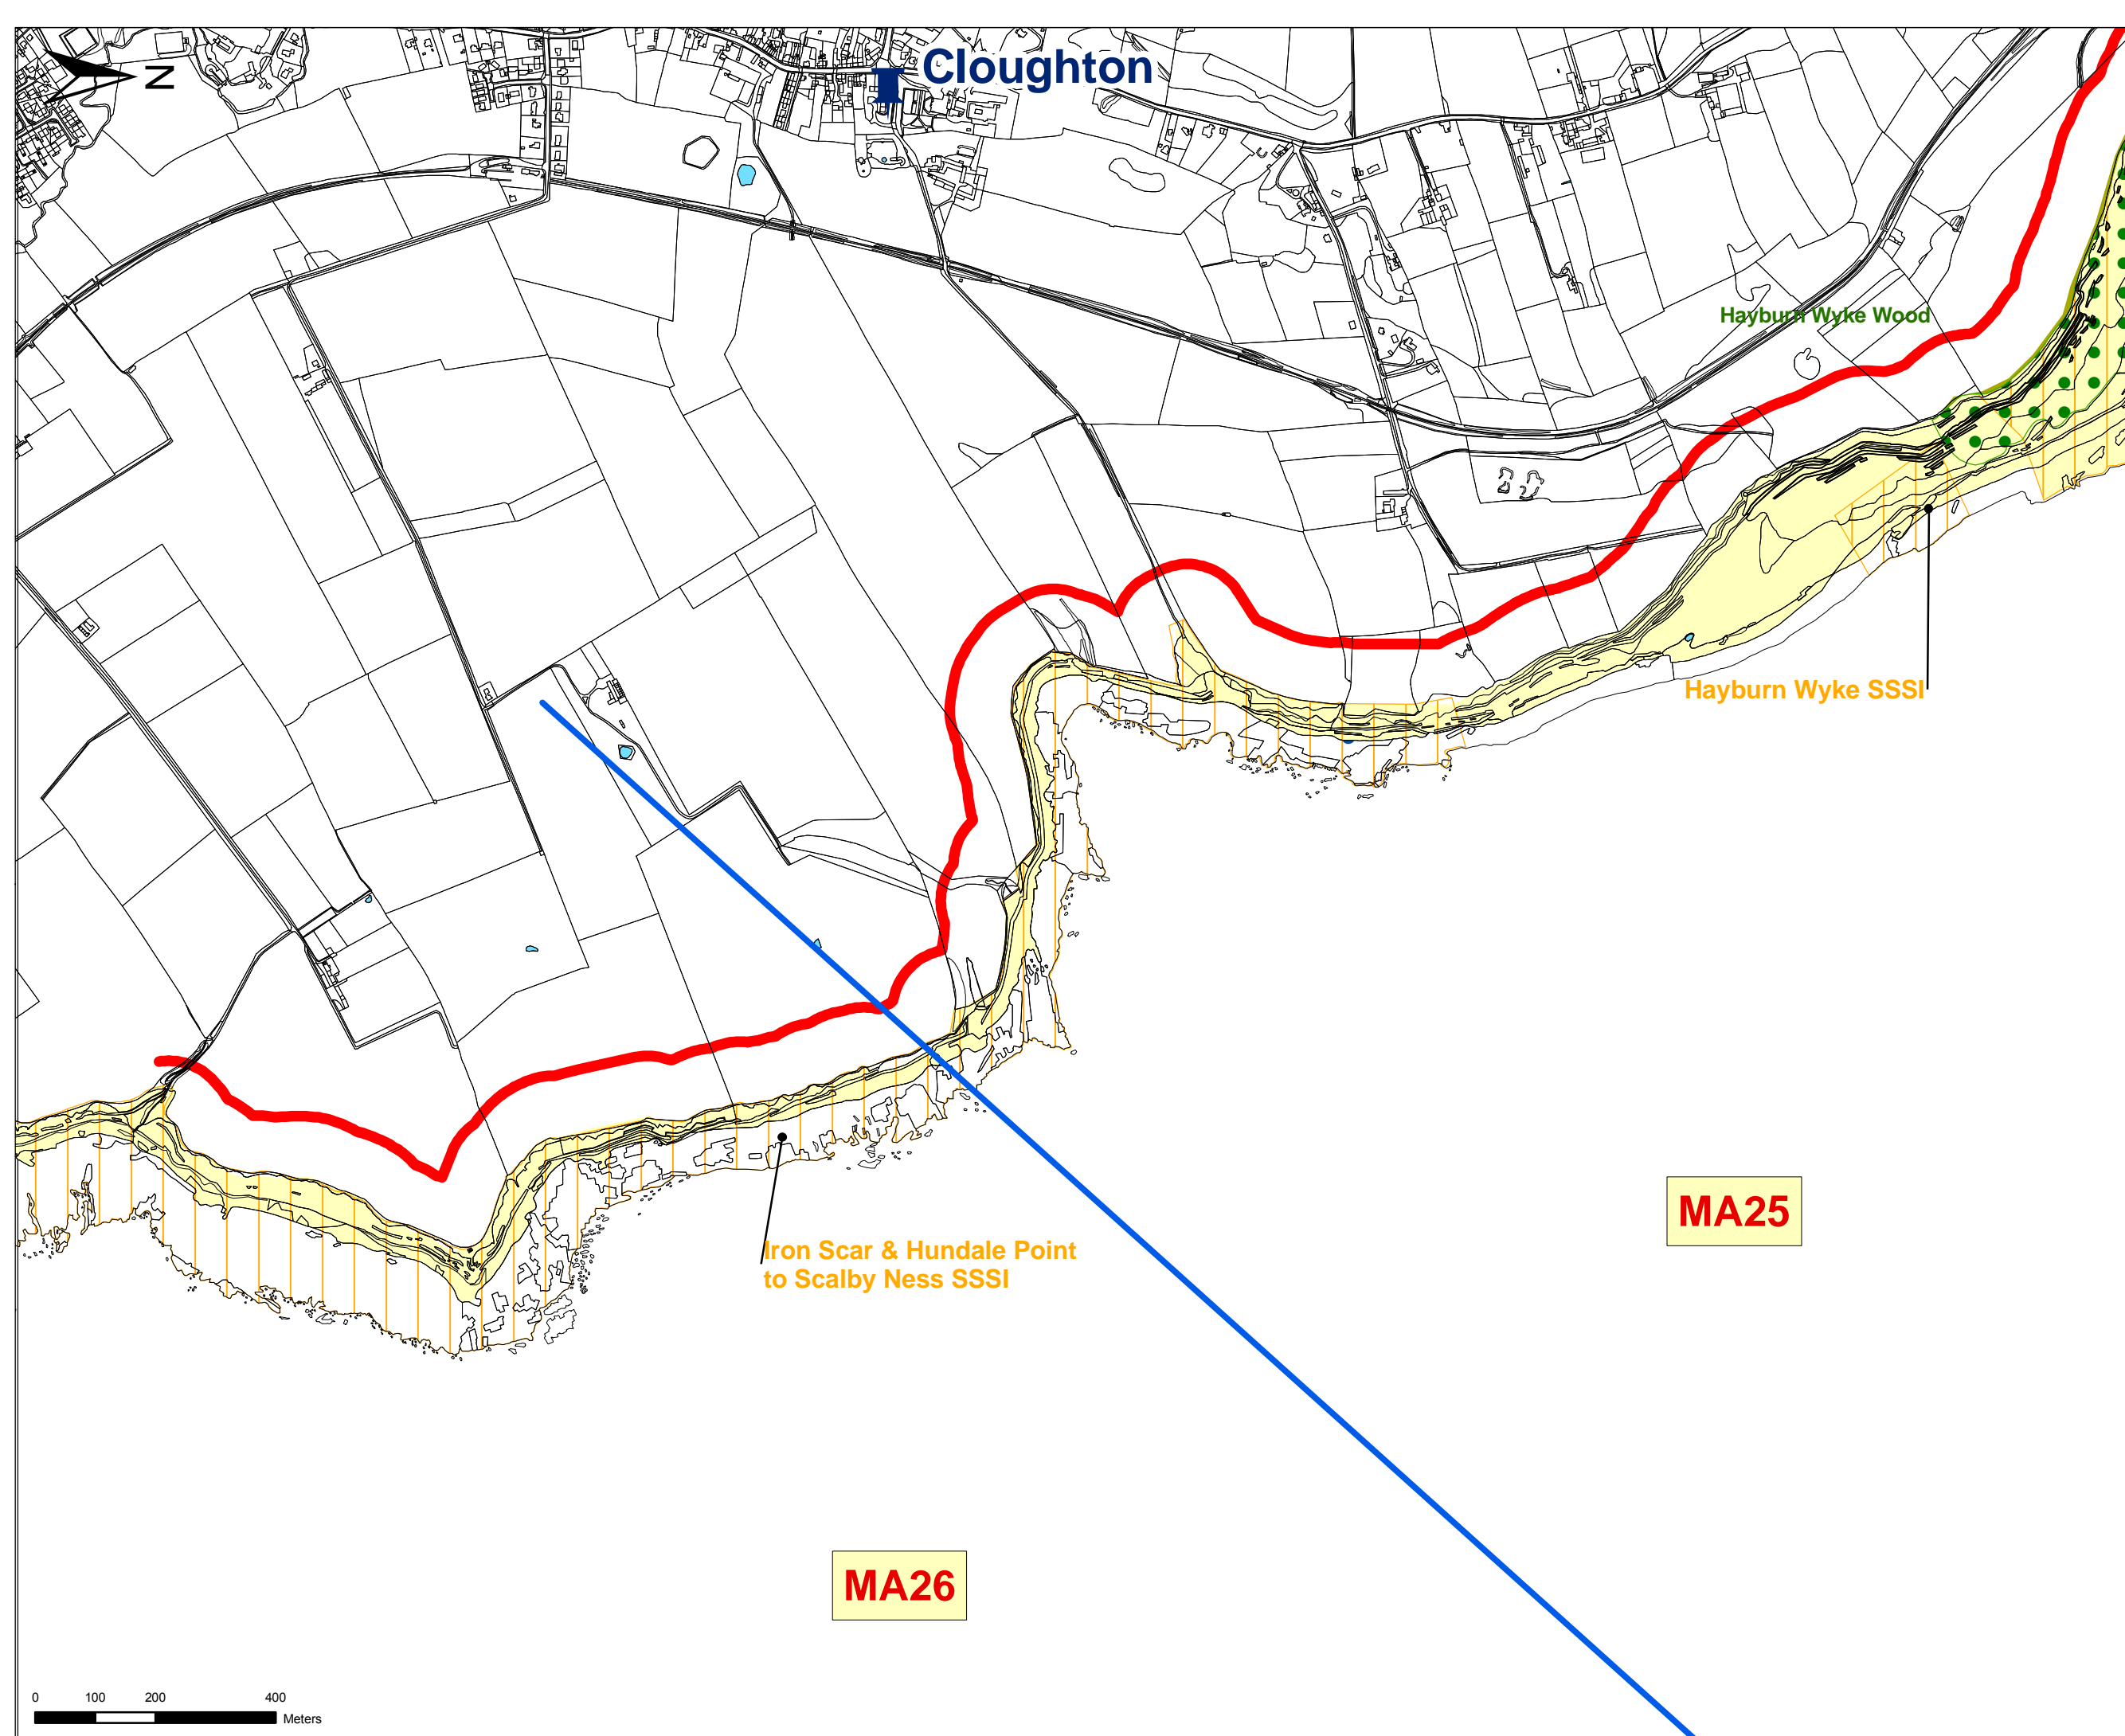 N
Cloughton
Hayburn Wyke Wood
Hayburn Wyke SSSI
MA25
Iron Scar & Hundale Point
to Scalby Ness SSSI
MA26
0 100 200 400
Meters